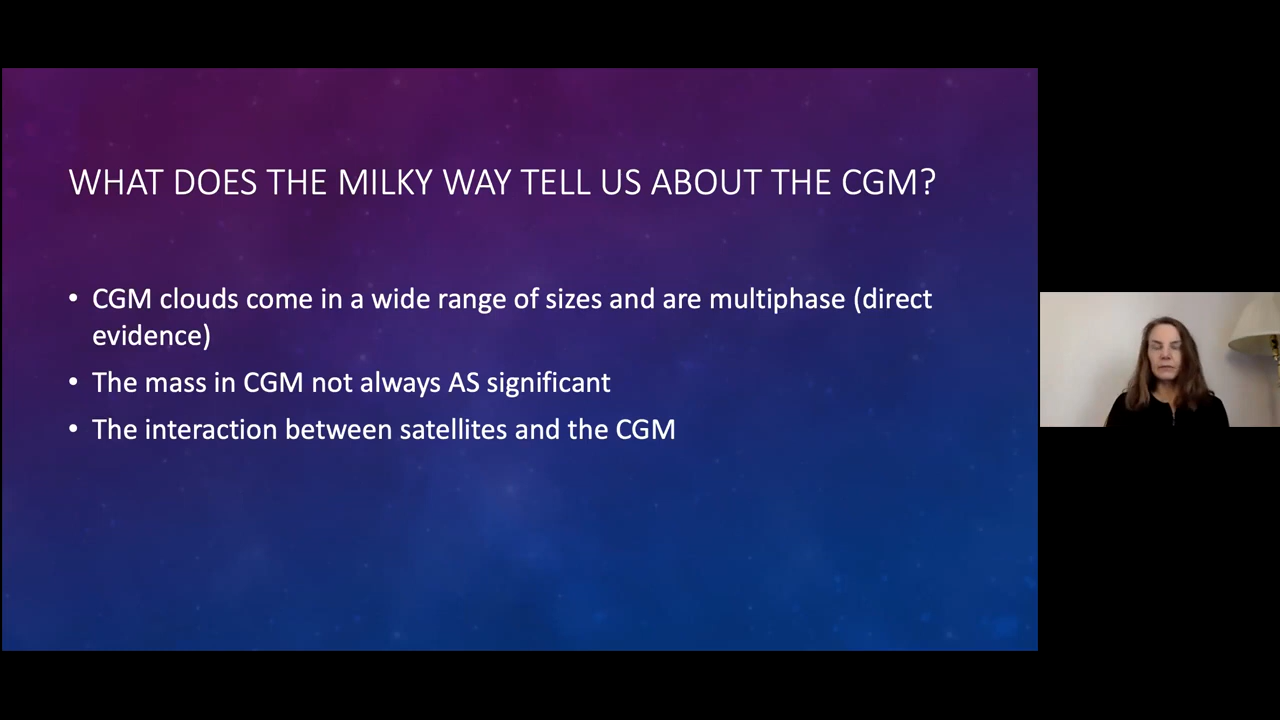 WHAT DOES THE MILKY WAY TELL US ABOUT THE CGM?
• CGM clouds come in a wide range of sizes and are multiphase (direct
evidence)
• The mass in CGM not always AS significant
• The interaction between satellites and the CGM